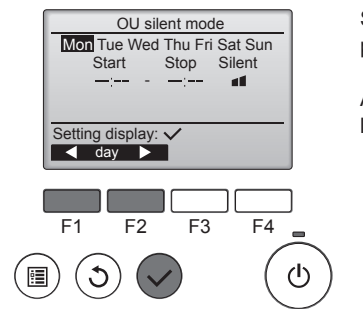 OU silent mode
Mon Tue Wed Thu Fri Sat Sun
Start Stop Silent
--:-- - --:--
Setting display: ✓
◀ day ▶
F1 F2 F3 F4